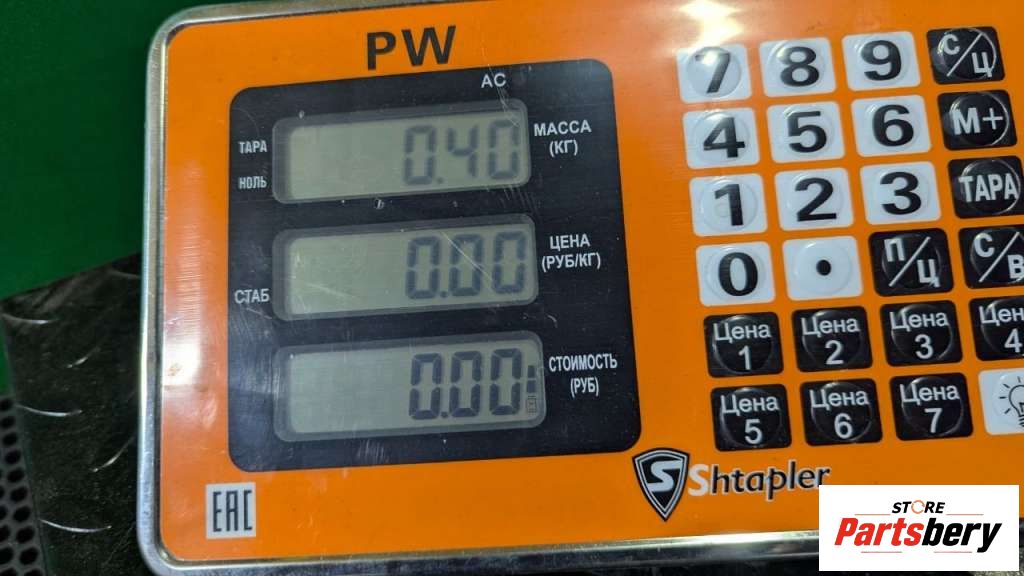 PW
AC
ТАРА
НОЛЬ
0.40
МАССА
(КГ)
СТАБ
0.00
ЦЕНА
(РУБ/КГ)
0.00
СТОИМОСТЬ
(РУБ)
7 8 9 С/Ц
4 5 6 М+
1 2 3 ТАРА
0 . П/Ц С/В
Цена 1
Цена 2
Цена 3
Цен 4
Цена 5
Цена 6
Цена 7
S Shtapler
EAC
STORE
Partsbery